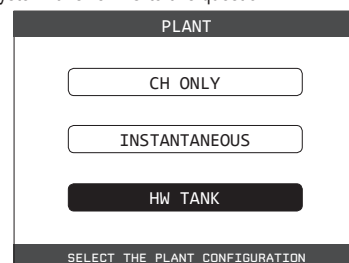 PLANT
CH ONLY
INSTANTANEOUS
HW TANK
SELECT THE PLANT CONFIGURATION